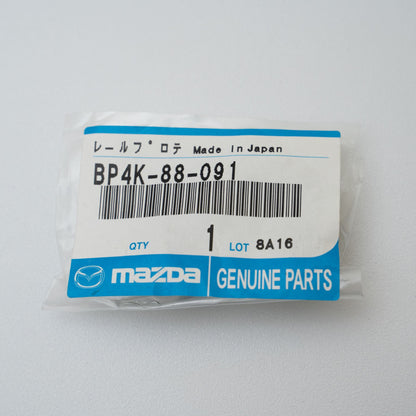 レールプロテ Made in Japan
BP4K-88-091
QTY 1 LOT 8A16
mazda GENUINE PARTS